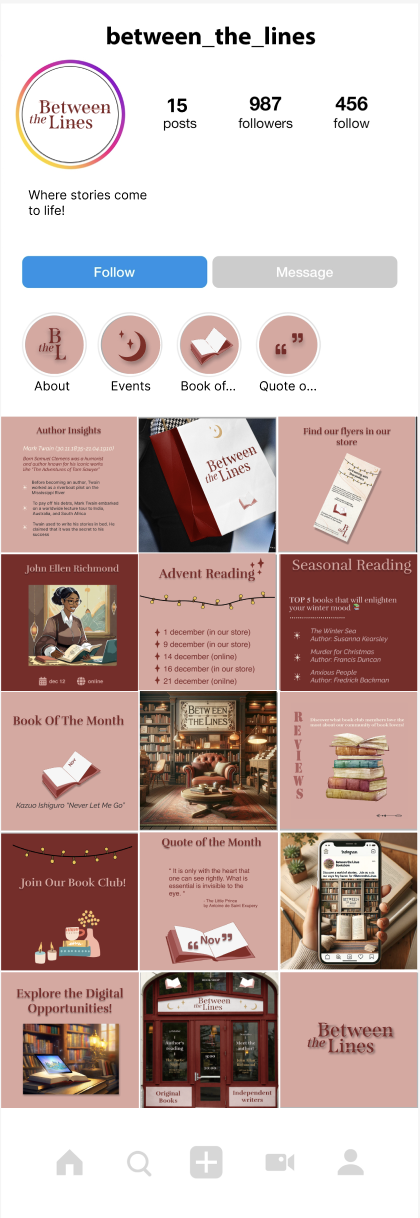 between_the_lines
Between
the Lines
15
posts
987
followers
456
follow
Where stories come
to life!
Follow
Message
B
the L
About
Events
Book of...
Quote o...
Author Insights
Mark Twain (30.11.1835-21.04.1910)
Born Samuel Clemens was a humorist
and author known for his iconic works
like "The Adventures of Tom Sawyer"
Before becoming an author, Twain
worked as a riverboat pilot on the
Mississippi River
To pay off his debts, Mark Twain embarked
on a worldwide lecture tour to India,
Australia, and South Africa
Twain used to write his stories in bed. He
claimed that it was the secret to his
success
Between
the Lines
Find our flyers in our
store
John Ellen Richmond
dec 12
online
Advent Reading
1 december (in our store)
9 december (in our store)
14 december (online)
16 december (in our store)
21 december (online)
Seasonal Reading
TOP 5 books that will enlighten
your winter mood
The Winter Sea
Author: Susanna Kearsley
Murder for Christmas
Author: Francis Duncan
Anxious People
Author: Fredrick Backman
Book Of The Month
NOV
Kazuo Ishiguro "Never Let Me Go"
BETWEEN
THE LINES
REVIEWS
Discover what book club members love the
most about our community of book lovers!
Join Our Book Club!
Quote of the Month
" It is only with the heart that
one can see rightly. What is
essential is invisible to the
eye. "
- The Little Prince
by Antoine de Saint Exupéry
Nov
Instagram
Explore the Digital
Opportunities!
Between
the Lines
Author's
reading
Meet the
author!
Original
Books
Independent
writers
Between
the Lines